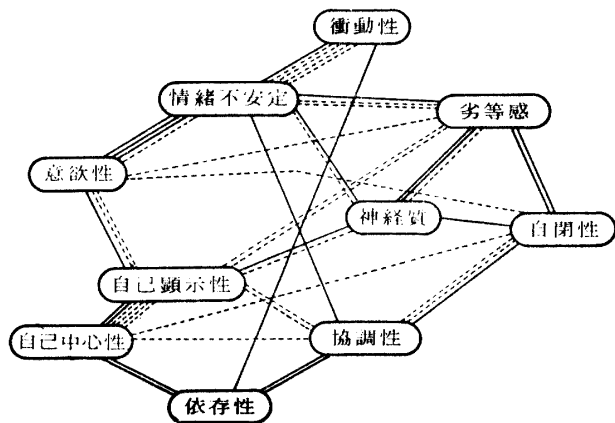 衝動性
情緒不安定
劣等感
意欲性
神経質
自閉性
自己顕示性
自己中心性
協調性
依存性